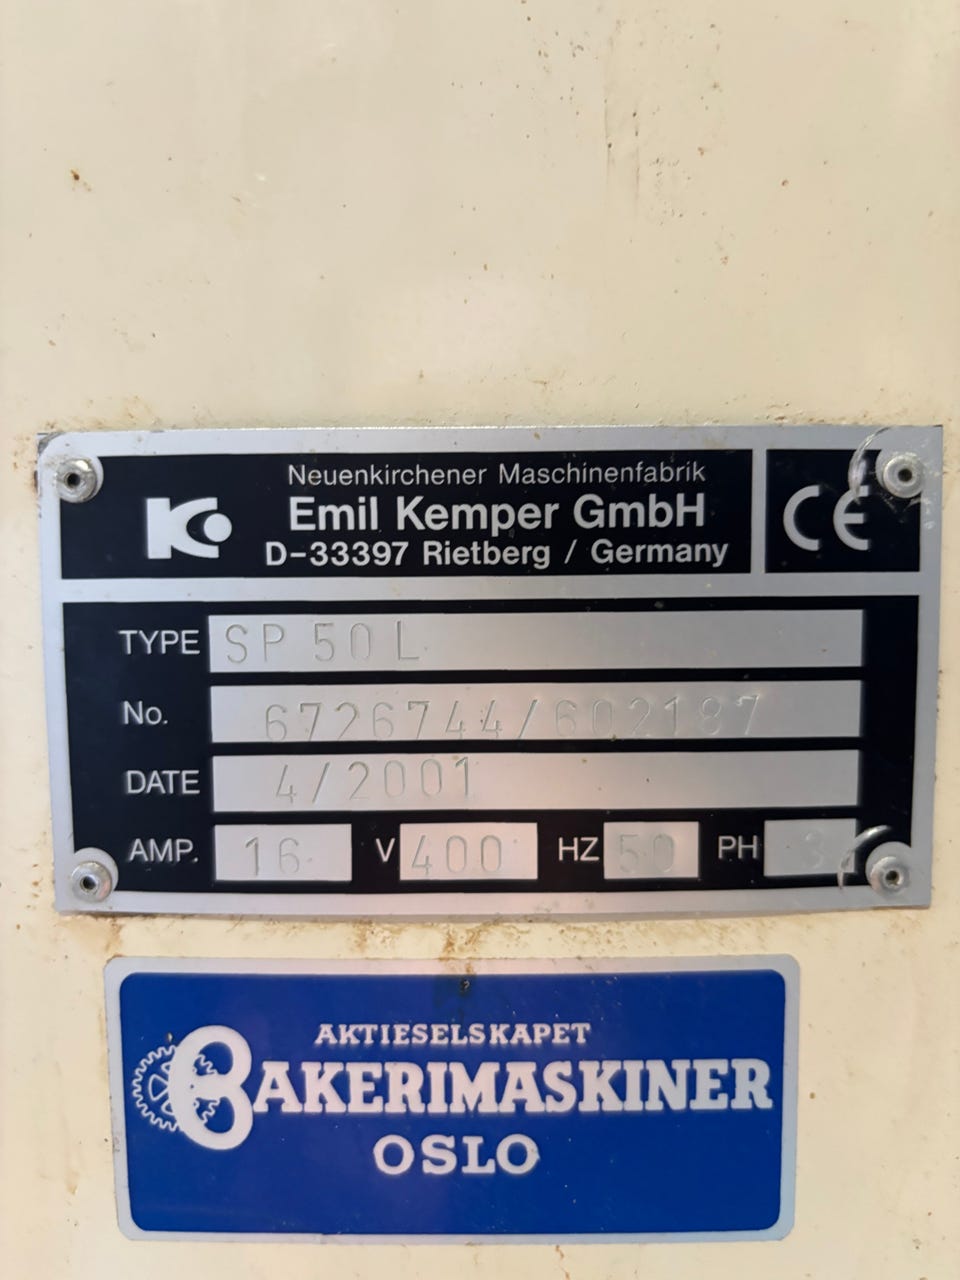 Neuenkirchener Maschinenfabrik
Emil Kemper GmbH
D-33397 Rietberg / Germany
CE
TYPE SP 50 L
No. 6726744/602187
DATE 4/2001
AMP. 16 V 400 HZ 50 PH 3
AKTIESELSKAPET
BAKERIMASKINER
OSLO